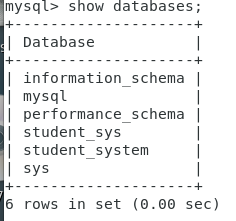 mysql> show databases;
+--------------------+
| Database           |
+--------------------+
| information_schema |
| mysql              |
| performance_schema |
| student_sys        |
| student_system     |
| sys                |
+--------------------+
6 rows in set (0.00 sec)